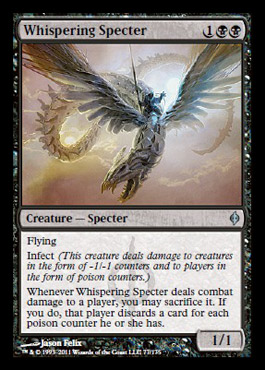 Whispering Specter 1
Creature — Specter
Flying
Infect (This creature deals damage to creatures
in the form of -1/-1 counters and to players in
the form of poison counters.)
Whenever Whispering Specter deals combat
damage to a player, you may sacrifice it. If
you do, that player discards a card for each
poison counter he or she has.
Jason Felix
™ & © 1993-2011 Wizards of the Coast LLC 77/175
1/1